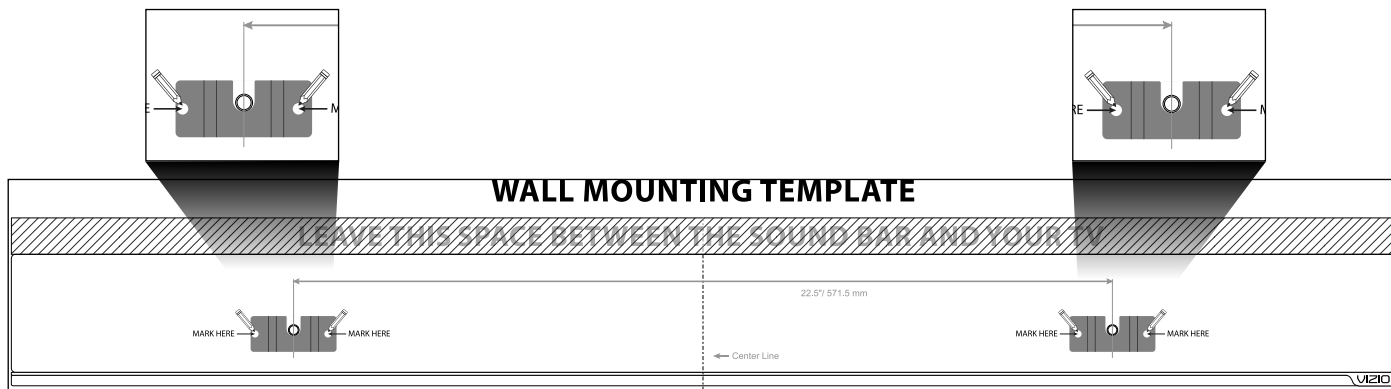 E
M
RE
WALL MOUNTING TEMPLATE
LEAVE THIS SPACE BETWEEN THE SOUND BAR AND YOUR TV
22.5"/ 571.5 mm
MARK HERE
MARK HERE
MARK HERE
MARK HERE
Center Line
VIZIO